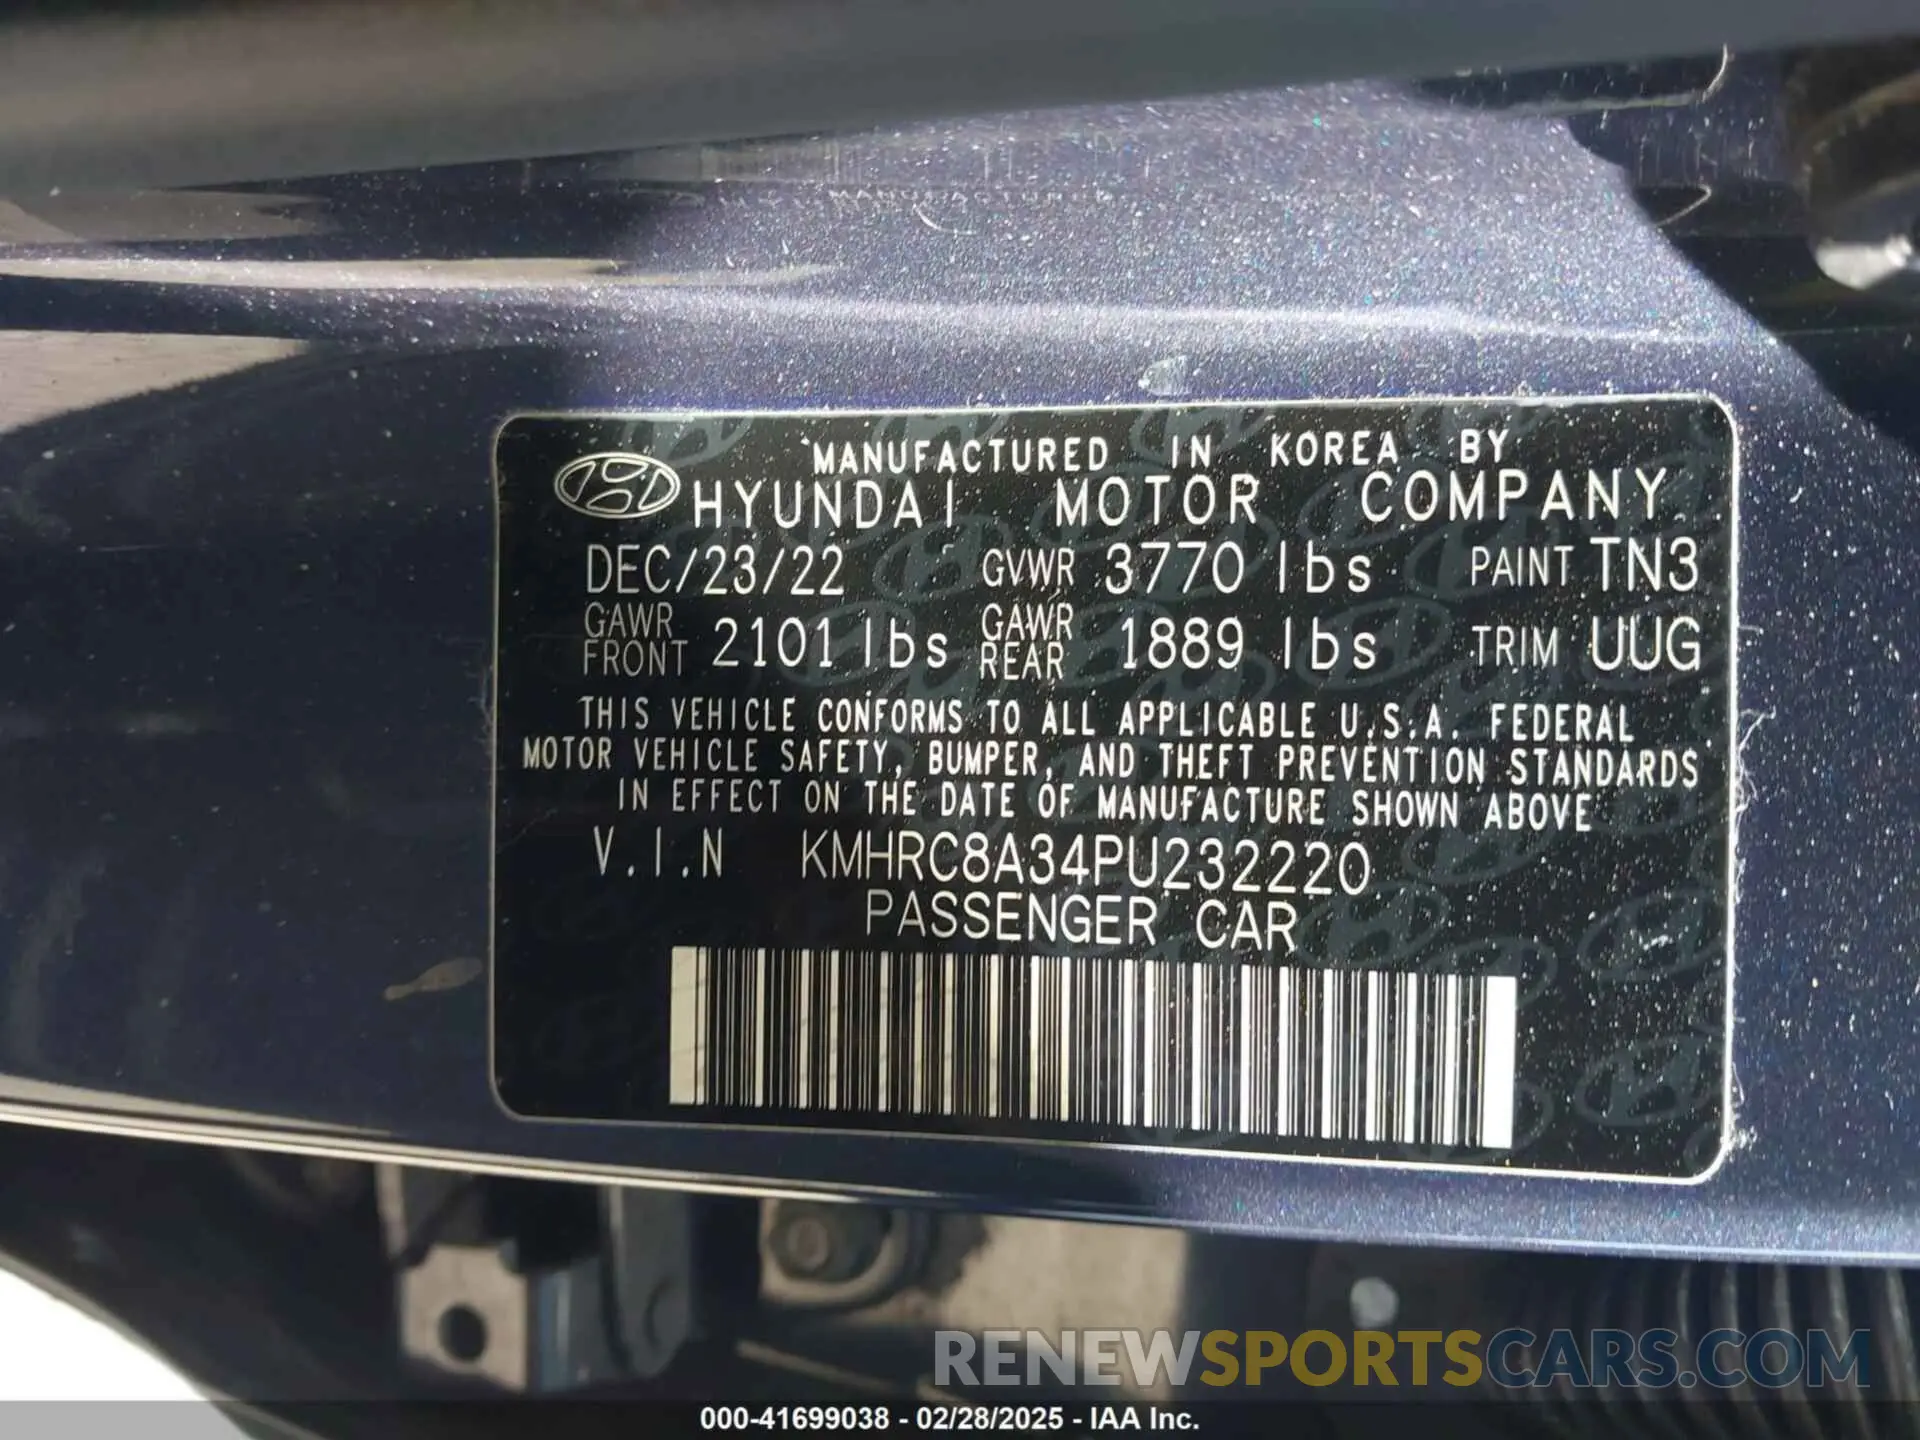 MANUFACTURED IN KOREA BY
HYUNDAI MOTOR COMPANY
DEC/23/22 GVWR 3770 lbs PAINT TN3
GAWR FRONT 2101 lbs GAWR REAR 1889 lbs TRIM UUG
THIS VEHICLE CONFORMS TO ALL APPLICABLE U.S.A. FEDERAL
MOTOR VEHICLE SAFETY, BUMPER, AND THEFT PREVENTION STANDARDS
IN EFFECT ON THE DATE OF MANUFACTURE SHOWN ABOVE
V.I.N KMHRC8A34PU232220
PASSENGER CAR
RENEWSPORTSCARS.COM
000-41699038 - 02/28/2025 - IAA Inc.